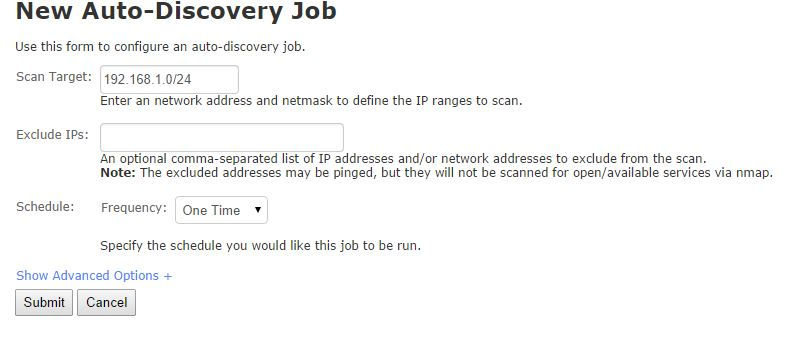 New Auto-Discovery Job
Use this form to configure an auto-discovery job.
Scan Target: 192.168.1.0/24
Enter an network address and netmask to define the IP ranges to scan.
Exclude IPs:
An optional comma-separated list of IP addresses and/or network addresses to exclude from the scan.
Note: The excluded addresses may be pinged, but they will not be scanned for open/available services via nmap.
Schedule: Frequency: One Time
Specify the schedule you would like this job to be run.
Show Advanced Options +
Submit Cancel